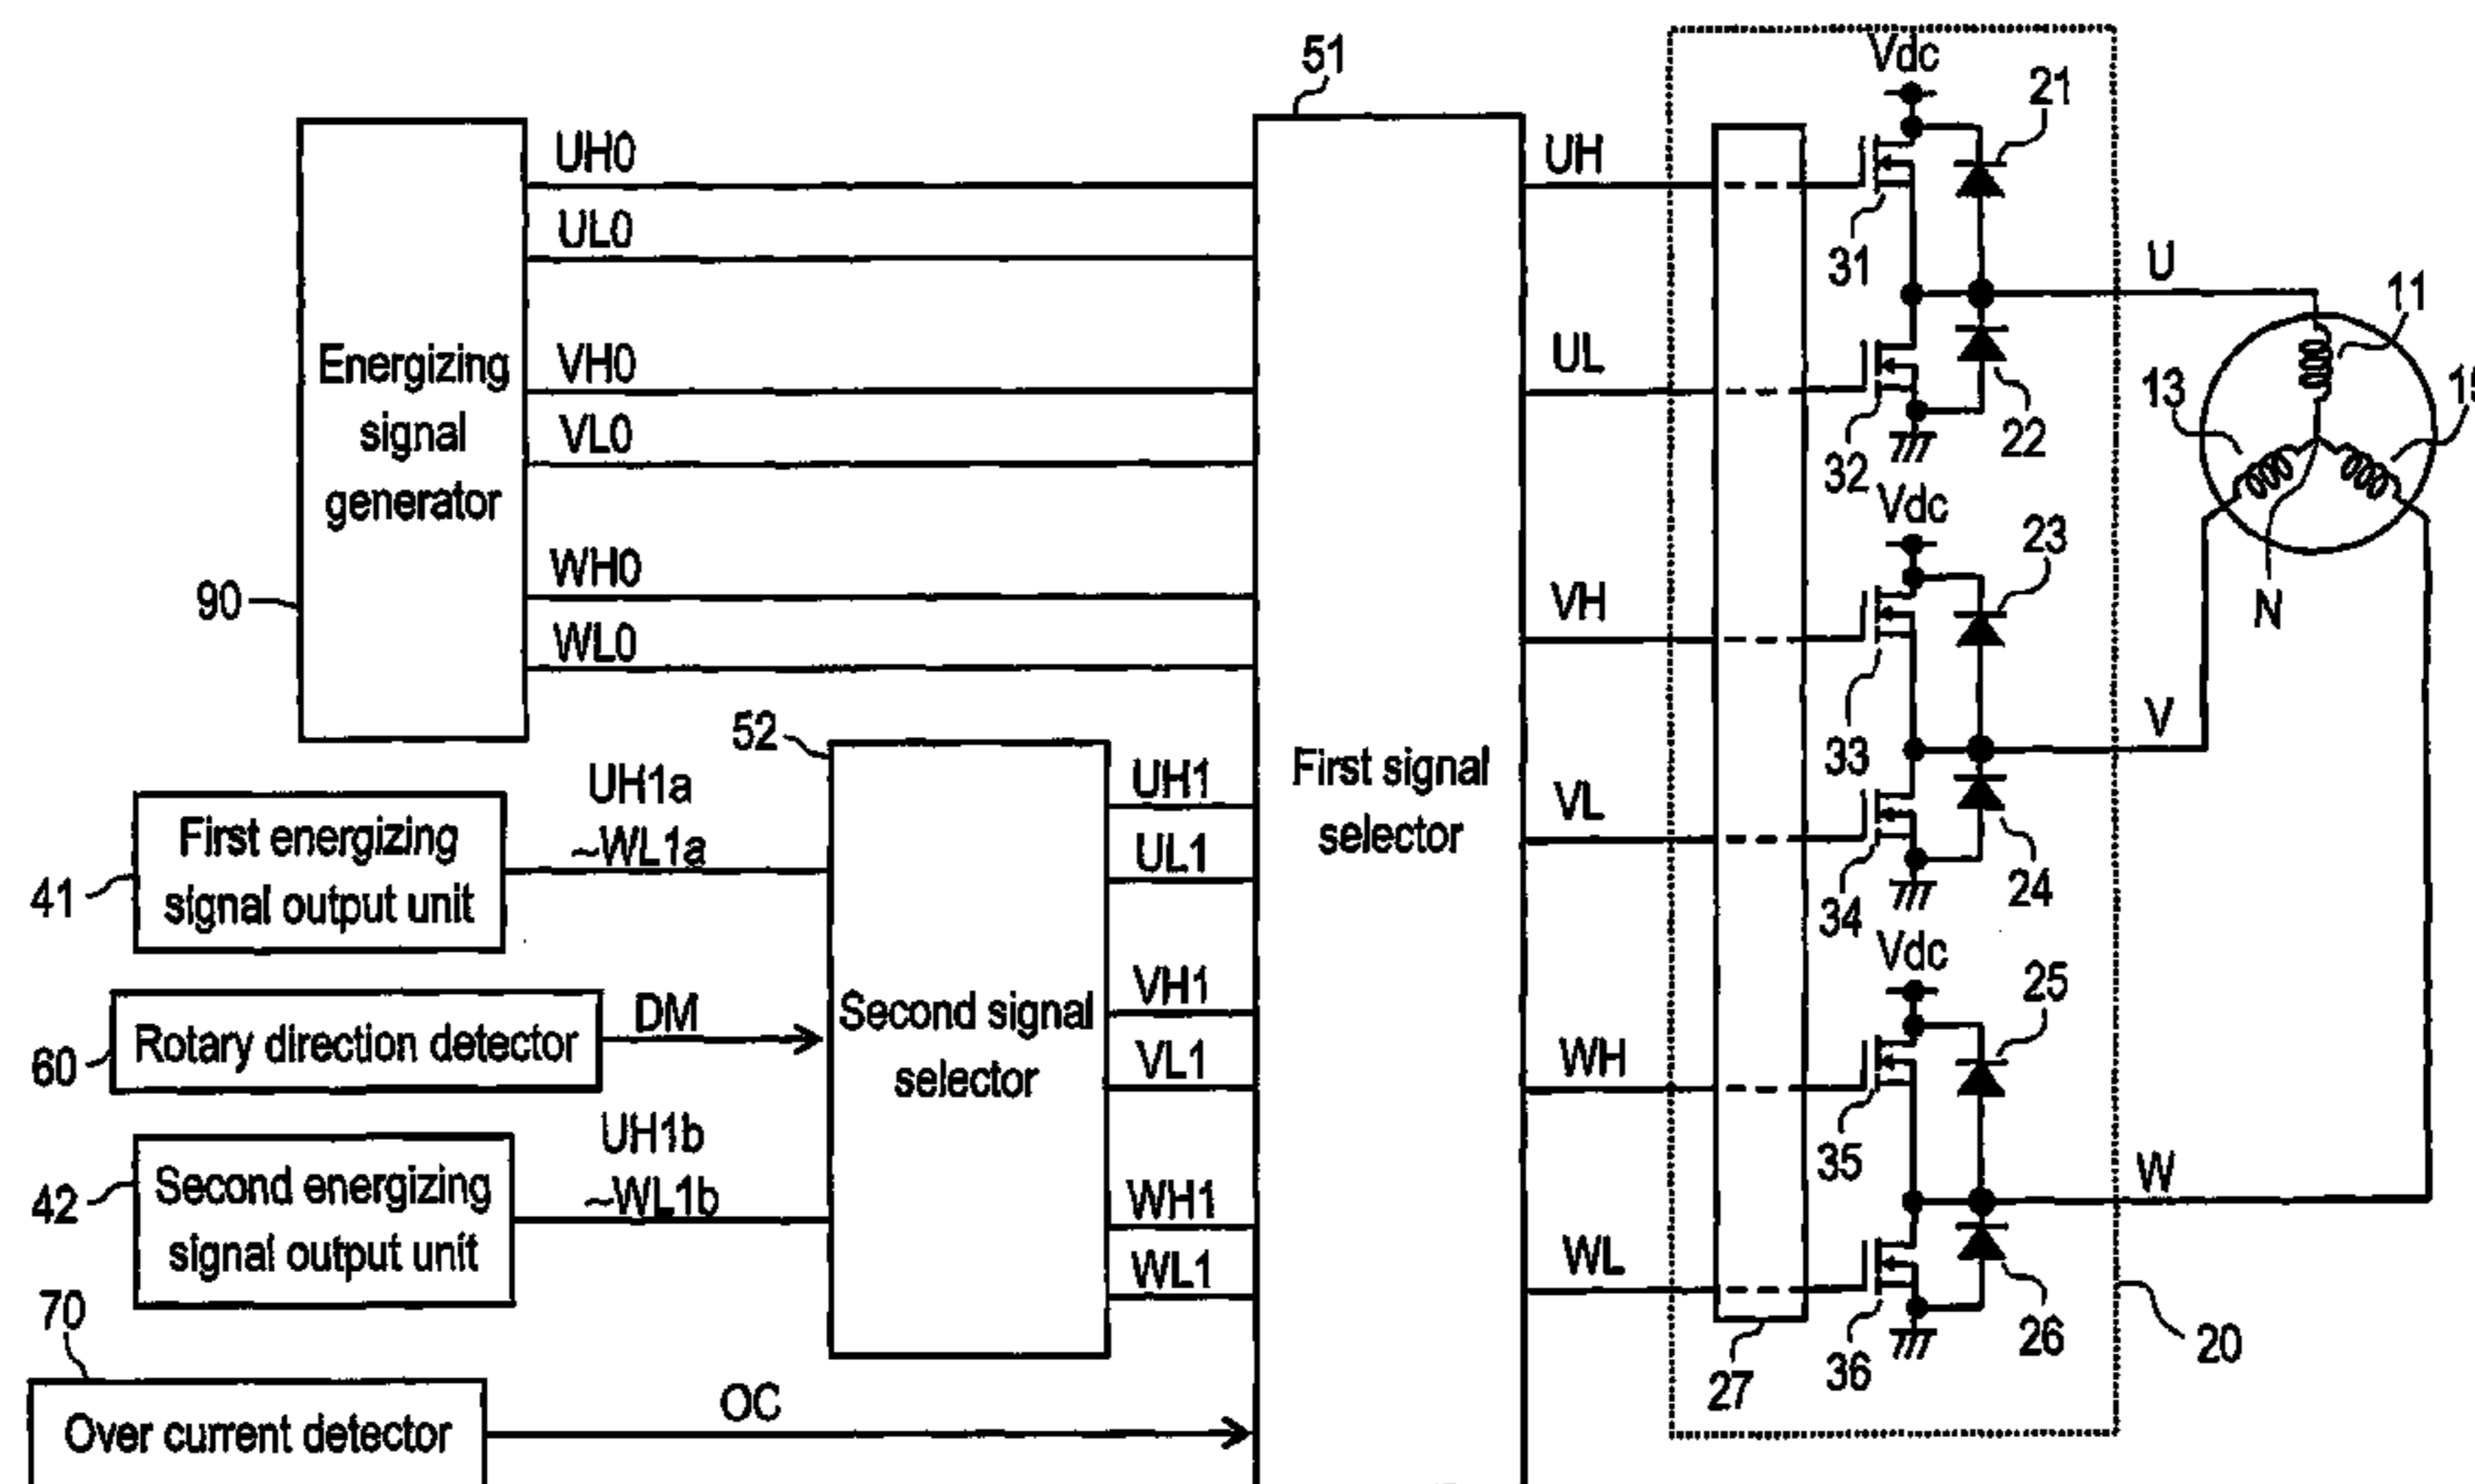 51
Vdc
21
UH0
UH
UL0
31
U
11
Energizing
signal
generator
VH0
UL
13
VL0
22
32
Vdc
23
WH0
90
VH
N
WL0
52
33
V
First signal
selector
UH1a
~WL1a
UH1
VL
First energizing
signal output unit
41
UL1
34
24
Vdc
25
VH1
DM
Second signal
selector
Rotary direction detector
60
VL1
WH
35
UH1b
~WL1b
W
Second energizing
signal output unit
42
WH1
WL1
WL
70
36
26
20
27
OC
Over current detector